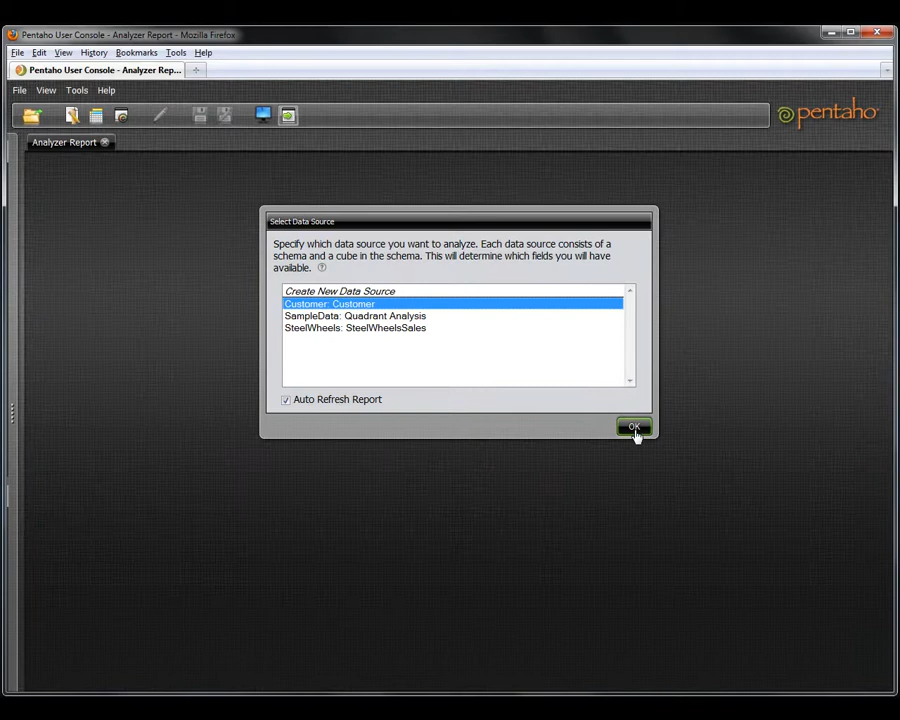 Pentaho User Console - Analyzer Report - Mozilla Firefox
File Edit View History Bookmarks Tools Help
Pentaho User Console - Analyzer Rep...
File View Tools Help
pentaho
Analyzer Report
Select Data Source
Specify which data source you want to analyze. Each data source consists of a
schema and a cube in the schema. This will determine which fields you will have
available.
Create New Data Source
Customer: Customer
SampleData: Quadrant Analysis
SteelWheels: SteelWheelsSales
Auto Refresh Report
OK